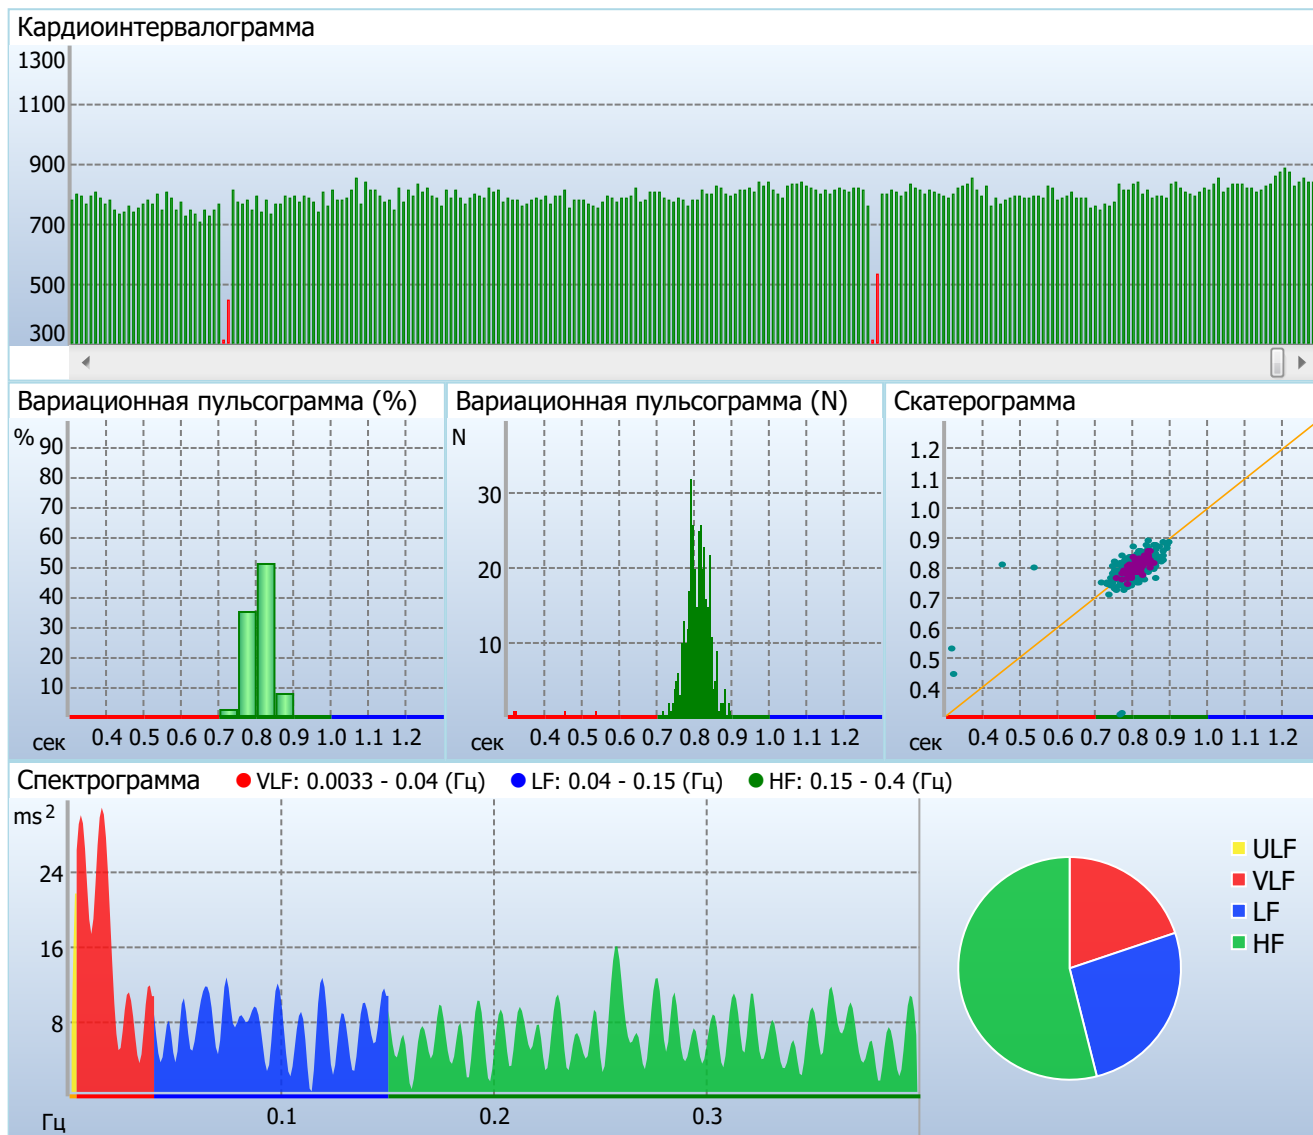 Кардиоинтервалограмма
1300
1100
900
700
500
300
Вариационная пульсограмма (%)
% 90
80
70
60
50
40
30
20
10
сек 0.4 0.5 0.6 0.7 0.8 0.9 1.0 1.1 1.2
Вариационная пульсограмма (N)
N
30
20
10
сек 0.4 0.5 0.6 0.7 0.8 0.9 1.0 1.1 1.2
Скатерограмма
1.2
1.1
1.0
0.9
0.8
0.7
0.6
0.5
0.4
сек 0.4 0.5 0.6 0.7 0.8 0.9 1.0 1.1 1.2
Спектрограмма VLF: 0.0033 - 0.04 (Гц) LF: 0.04 - 0.15 (Гц) HF: 0.15 - 0.4 (Гц)
ms²
24
16
8
Гц 0.1 0.2 0.3
ULF
VLF
LF
HF